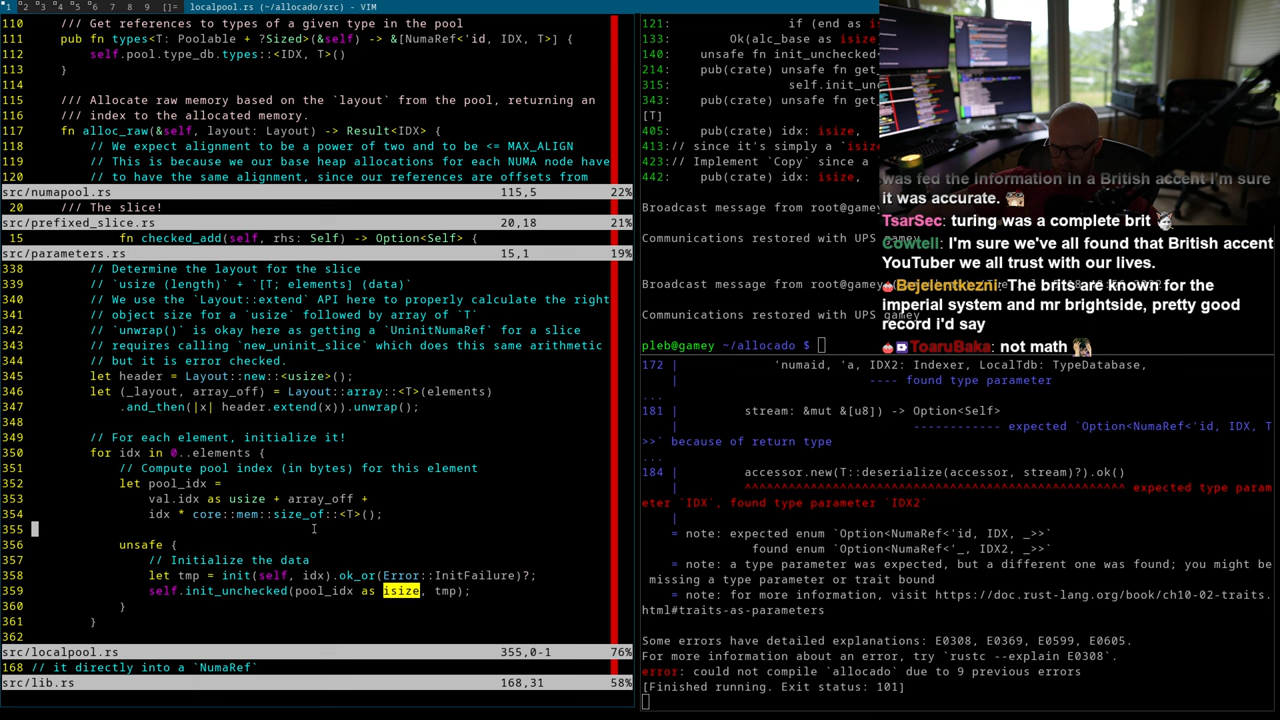 1 2 3 4 5 6 7 8 9 []= localpool.rs (~/allocado/src) - VIM
110 /// Get references to types of a given type in the pool
111 pub fn types<T: Poolable + ?Sized>(&self) -> &[NumaRef<'id, IDX, T>] {
112 self.pool.type_db.types::<IDX, T>()
113 }
114
115 /// Allocate raw memory based on the `layout` from the pool, returning an
116 /// index to the allocated memory.
117 fn alloc_raw(&self, layout: Layout) -> Result<IDX> {
118 // We expect alignment to be a power of two and to be <= MAX_ALIGN
119 // This is because we our base heap allocations for each NUMA node have
120 // to have the same alignment, since our references are offsets from
src/numapool.rs 115,5 22%
20 /// The slice!
src/prefixed_slice.rs 20,18 21%
15 fn checked_add(self, rhs: Self) -> Option<Self> {
src/parameters.rs 15,1 19%
338 // Determine the layout for the slice
339 // `usize (length)` + `[T; elements] (data)`
340 // We use the `Layout::extend` API here to properly calculate the right
341 // object size for a `usize` followed by array of `T`
342 // `unwrap()` is okay here as getting a `UninitNumaRef` for a slice
343 // requires calling `new_uninit_slice` which does this same arithmetic
344 // but it is error checked.
345 let header = Layout::new::<usize>();
346 let (_layout, array_off) = Layout::array::<T>(elements)
347 .and_then(|x| header.extend(x)).unwrap();
348
349 // For each element, initialize it!
350 for idx in 0..elements {
351 // Compute pool index (in bytes) for this element
352 let pool_idx =
353 val.idx as usize + array_off +
354 idx * core::mem::size_of::<T>();
355
356 unsafe {
357 // Initialize the data
358 let tmp = init(self, idx).ok_or(Error::InitFailure)?;
359 self.init_unchecked(pool_idx as isize, tmp);
360 }
361 }
362
src/localpool.rs 355,0-1 76%
168 // it directly into a `NumaRef`
src/lib.rs 168,31 58%
121: if (end as is
133: Ok(alc_base as isize
140: unsafe fn init_unchecked
214 pub(crate) unsafe fn get_
315 self.init_unc
343: pub(crate) unsafe fn get_
[T]
405: pub(crate) idx: isize,
413:// since it's simply a `isize
423:// Implement `Copy` since a
442: pub(crate) idx: isize,
Broadcast message from root@gamey
Communications restored with UPS gamey
Broadcast message from root@gamey
Communications restored with UPS gamey
pleb@gamey ~/allocado $
was fed the information in a British accent I'm sure
it was accurate.
TsarSec: turing was a complete brit
Cowtell: I'm sure we've all found that British accent
YouTuber we all trust with our lives.
Bejelentkezni: The british are known for the
imperial system and mr brightside, pretty good
record i'd say
ToaruBaka: not math
172 | 'numaid, 'a, IDX2: Indexer, LocalTdb: TypeDatabase,
| ---- found type parameter
...
181 | stream: &mut &[u8]) -> Option<Self>
| ------------ expected `Option<NumaRef<'id, IDX, T
>>` because of return type
...
184 | accessor.new(T::deserialize(accessor, stream)?).ok()
| ^^^^^^^^^^^^^^^^^^^^^^^^^^^^^^^^^^^^^^^^^^^^^^^^^^^^ expected type param
eter `IDX`, found type parameter `IDX2`
|
= note: expected enum `Option<NumaRef<'id, IDX, _>>`
found enum `Option<NumaRef<'_, IDX2, _>>`
= note: a type parameter was expected, but a different one was found; you might be
missing a type parameter or trait bound
= note: for more information, visit https://doc.rust-lang.org/book/ch10-02-traits.
html#traits-as-parameters
Some errors have detailed explanations: E0308, E0369, E0599, E0605.
For more information about an error, try `rustc --explain E0308`.
error: could not compile `allocado` due to 9 previous errors
[Finished running. Exit status: 101]